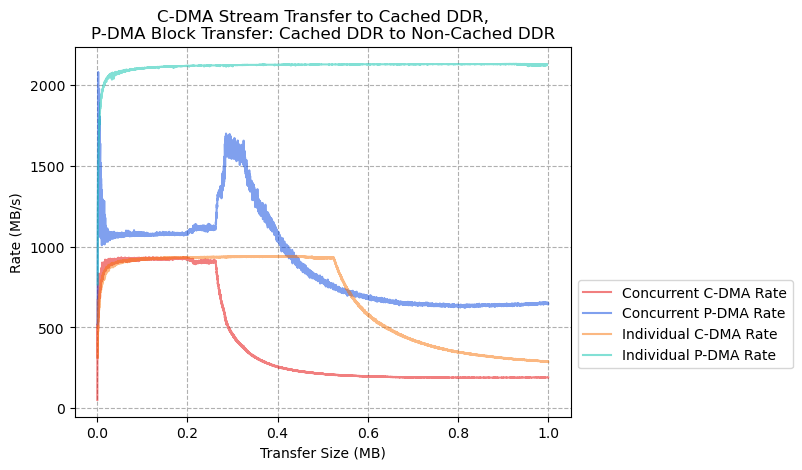 C-DMA Stream Transfer to Cached DDR,
P-DMA Block Transfer: Cached DDR to Non-Cached DDR
Rate (MB/s)
2000
1500
1000
500
0
0.0 0.2 0.4 0.6 0.8 1.0
Transfer Size (MB)
Concurrent C-DMA Rate
Concurrent P-DMA Rate
Individual C-DMA Rate
Individual P-DMA Rate